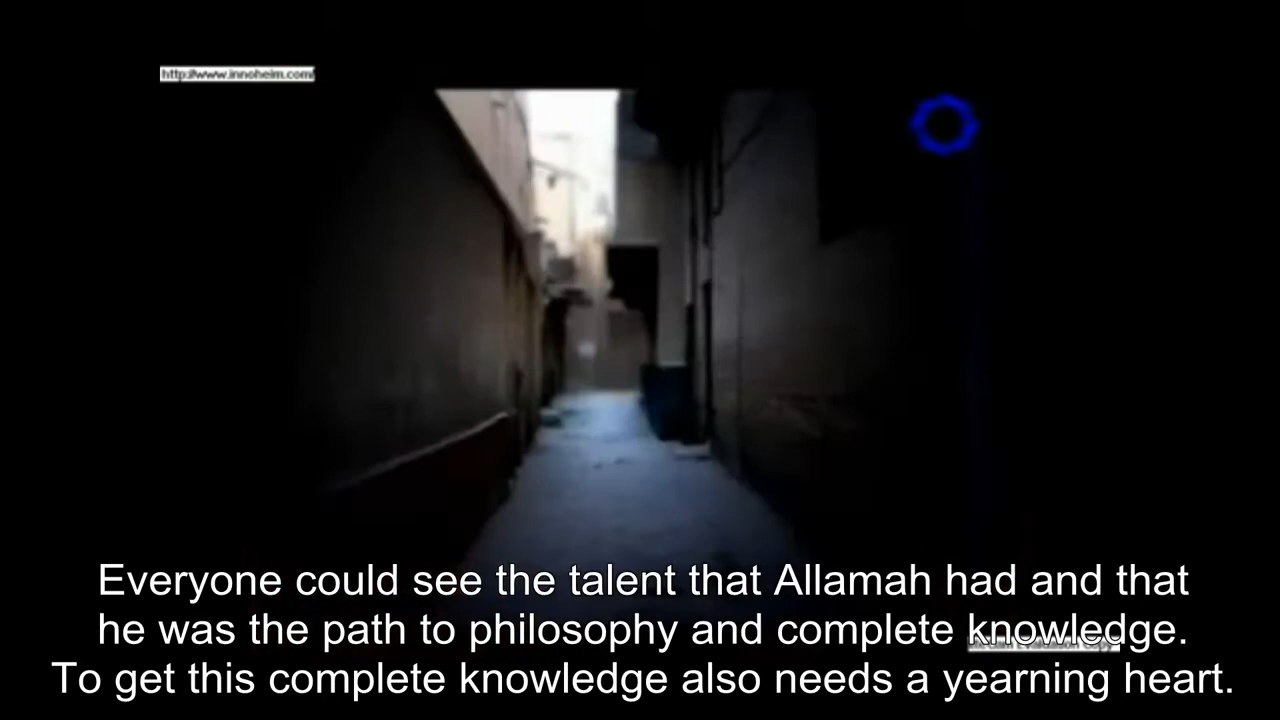 http://www.innoheim.com/
Everyone could see the talent that Allamah had and that
he was the path to philosophy and complete knowledge.
To get this complete knowledge also needs a yearning heart.